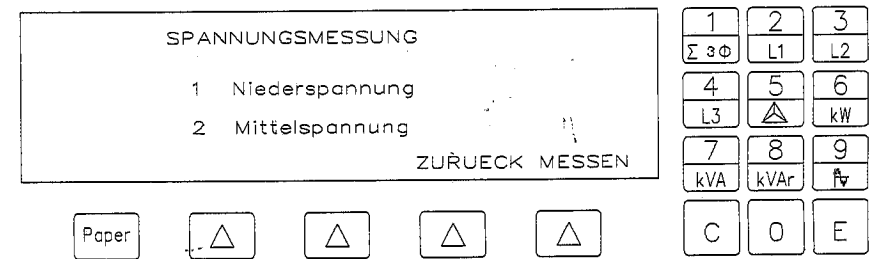 SPANNUNGSMESSUNG
1 Niederspannung
2 Mittelspannung
ZURUECK MESSEN
Paper
1 2 3
Σ 3Φ L1 L2
4 5 6
L3 kW
7 8 9
kVA kVAr
C 0 E